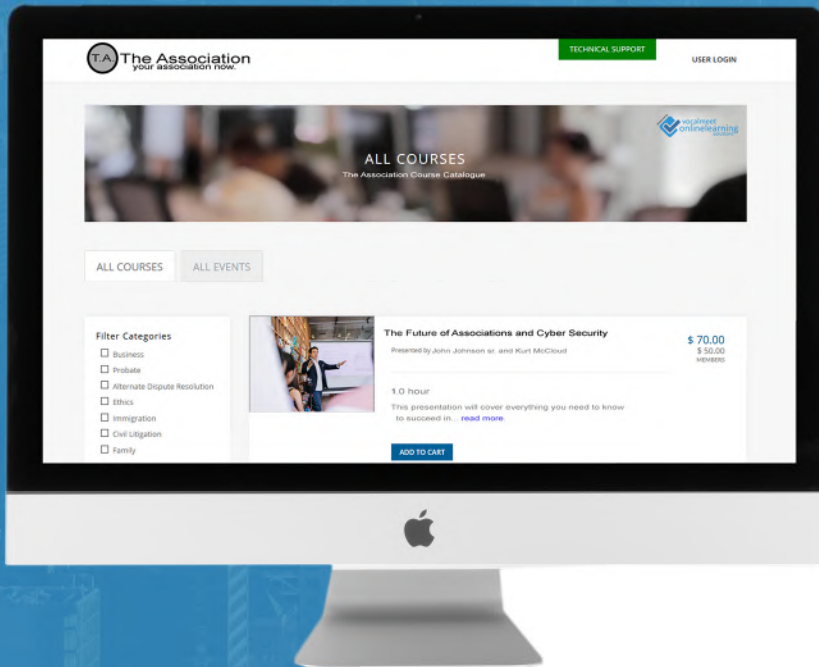 T.A.
The Association
your association now.
TECHNICAL SUPPORT
USER LOGIN
vocalmeet
onlinelearning
solutions
ALL COURSES
The Association Course Catalogue
ALL COURSES
ALL EVENTS
Filter Categories
Business
Probate
Alternate Dispute Resolution
Ethics
Immigration
Civil Litigation
Family
The Future of Associations and Cyber Security
Presented by John Johnson sr. and Kurt McCloud
$ 70.00
$ 50.00
MEMBERS
1.0 hour
This presentation will cover everything you need to know
to succeed in... read more.
ADD TO CART